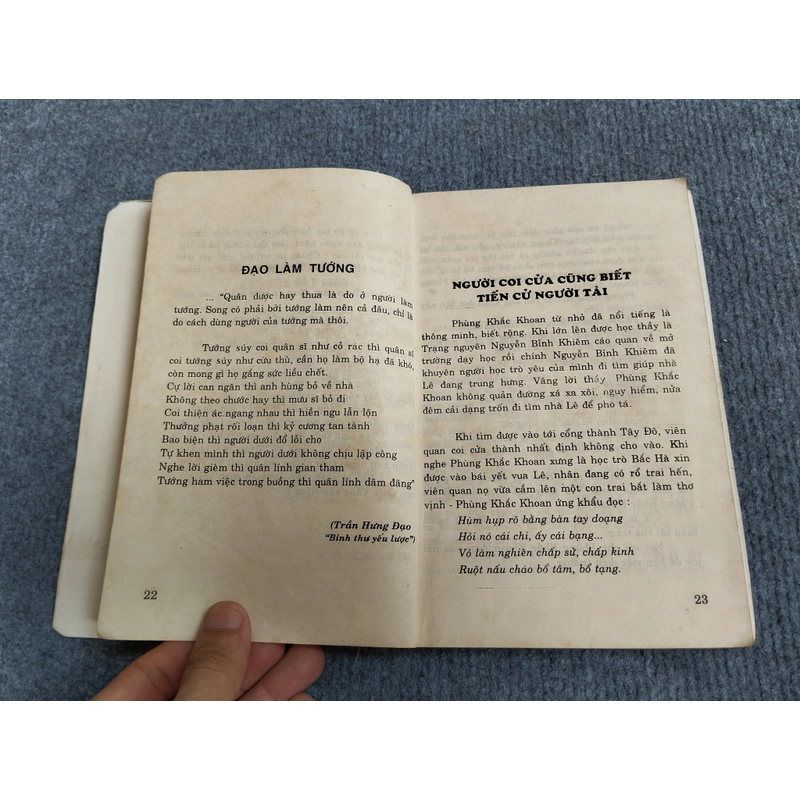 ĐẠO LÀM TƯỚNG
... "Quân được hay thua là do ở người làm
tướng. Song có phải bởi tướng làm nên cả đâu, chỉ là
do cách dùng người của tướng mà thôi.
Tướng súy coi quân sĩ như cỏ rác thì quân sĩ
coi tướng súy như cừu thù, cần họ làm bộ hạ đã khó,
còn mong gì họ gắng sức liều chết.
Cự lời can ngăn thì anh hùng bỏ về nhà
Không theo chước hay thì mưu sĩ bỏ đi
Coi thiện ác ngang nhau thì hiền ngu lẫn lộn
Thưởng phạt rối loạn thì kỷ cương tan tành
Bao biện thì người dưới đổ lỗi cho
Tự khen mình thì người dưới không chịu lập công
Nghe lời gièm thì quân lính gian tham
Tướng ham việc trong buồng thì quân lính dâm đãng"
(Trần Hưng Đạo
"Binh thư yếu lược")
22
NGƯỜI COI CỬA CŨNG BIẾT
TIẾN CỬ NGƯỜI TÀI
Phùng Khắc Khoan từ nhỏ đã nổi tiếng là
thông minh, biết rộng. Khi lớn lên được học thầy là
Trạng nguyên Nguyễn Bỉnh Khiêm cáo quan về mở
trường dạy học rồi chính Nguyễn Bỉnh Khiêm đã
khuyên người học trò yêu của mình đi tìm giúp nhà
Lê đang trung hưng. Vâng lời thầy Phùng Khắc
Khoan không quản đường xá xa xôi, nguy hiểm, nửa
đêm cải dạng trốn đi tìm nhà Lê để phò tá.
Khi tìm được vào tới cổng thành Tây Đô, viên
quan coi cửa thành nhất định không cho vào. Khi
nghe Phùng Khắc Khoan xưng là học trò Bắc Hà xin
được vào bái yết vua Lê, nhân đang có rổ trai hến,
viên quan nọ vừa cầm lên một con trai bắt làm thơ
vịnh - Phùng Khắc Khoan ứng khẩu đọc :
Hùm hụp rõ bằng bàn tay doạng
Hỏi nó cái chi, ấy cái bạng...
Vỏ làm nghiên chấp sử, chấp kinh
Ruột nấu cháo bổ tâm, bổ tạng.
23